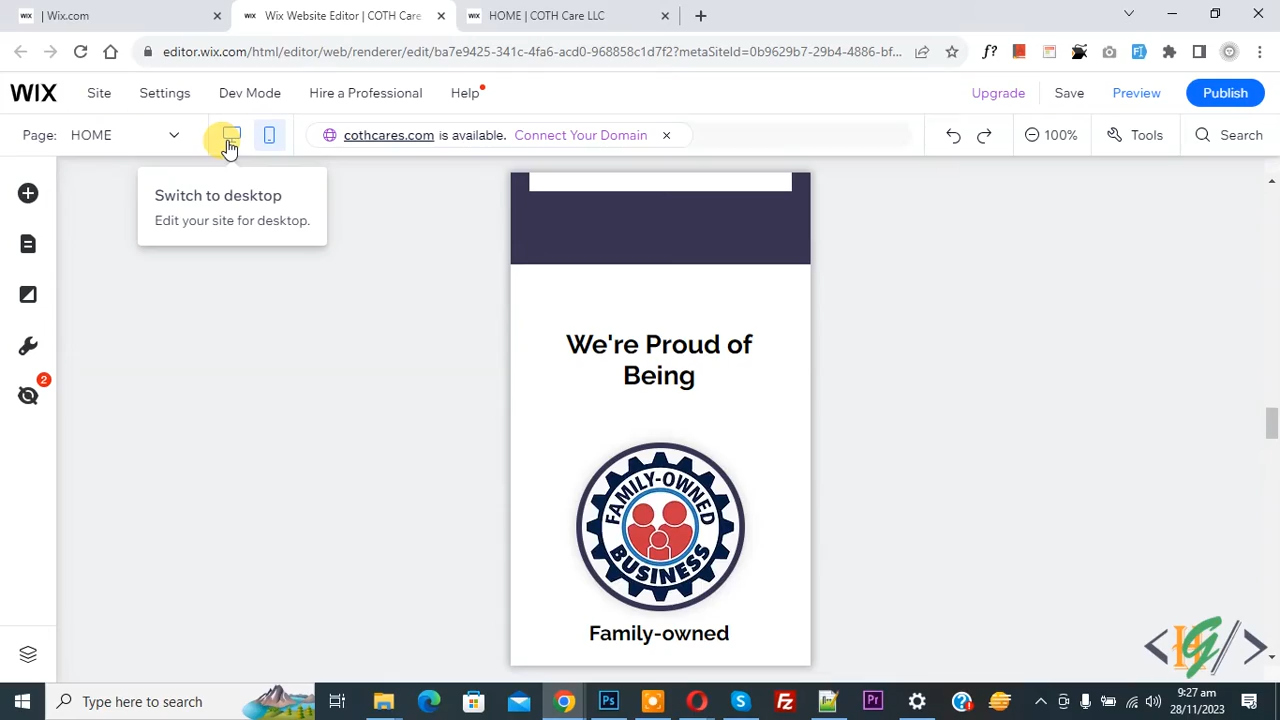 | Wix.com
Wix Website Editor | COTH Care
HOME | COTH Care LLC
editor.wix.com/html/editor/web/renderer/edit/ba7e9425-341c-4fa6-acd0-968858c1d7f2?metaSiteId=0b9629b7-29b4-4886-bf...
WIX
Site
Settings
Dev Mode
Hire a Professional
Help
Upgrade
Save
Preview
Publish
Page: HOME
cothcares.com is available. Connect Your Domain
100%
Tools
Search
Switch to desktop
Edit your site for desktop.
2
We're Proud of
Being
FAMILY-OWNED
BUSINESS
Family-owned
Type here to search
9:27 am
28/11/2023